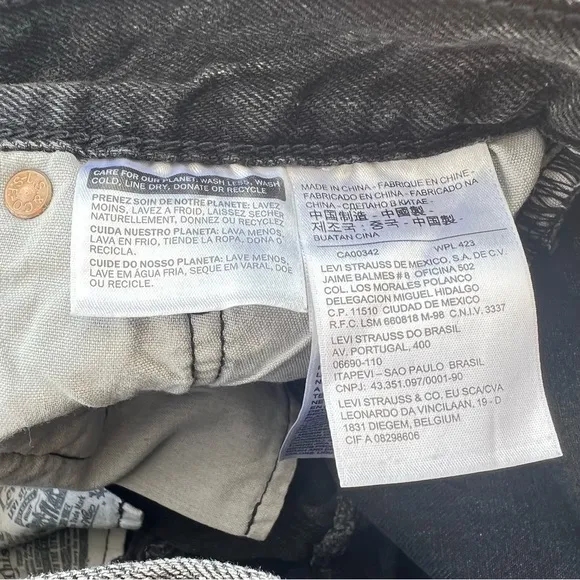 CARE FOR OUR PLANET: WASH LESS, WASH
COLD, LINE DRY, DONATE OR RECYCLE
PRENEZ SOIN DE NOTRE PLANETE: LAVEZ
MOINS, LAVEZ A FROID, LAISSEZ SECHER
NATURELLEMENT, DONNEZ OU RECYCLEZ
CUIDA NUESTRO PLANETA: LAVA MENOS,
LAVA EN FRIO, TIENDE LA ROPA, DONA O
RECICLA.
CUIDE DO NOSSO PLANETA: LAVE MENOS,
LAVE EM ÁGUA FRIA, SEQUE EM VARAL, DOE
OU RECICLE.
MADE IN CHINA - FABRIQUE EN CHINE -
FABRICADO EN CHINA - FABRICADO NA
CHINA - СДЕЛАНО В КИТАЕ -
中国制造 - 中國製 -
제조국: 중국 - 中国製
BUATAN CINA
CA00342 WPL 423
LEVI STRAUSS DE MEXICO, S.A. DE C.V.
JAIME BALMES# 8 OFICINA 502
COL. LOS MORALES POLANCO
DELEGACION MIGUEL HIDALGO
C.P. 11510 CIUDAD DE MEXICO
R.F.C. LSM 660818 M-98 C.N.I.V. 3337
LEVI STRAUSS DO BRASIL
AV. PORTUGAL, 400
06690-110
ITAPEVI – SAO PAULO BRASIL
CNPJ: 43.351.097/0001-90
LEVI STRAUSS & CO. EU SCA/CVA
LEONARDO DA VINCILAAN, 19 - D
1831 DIEGEM, BELGIUM
CIF A 08298606